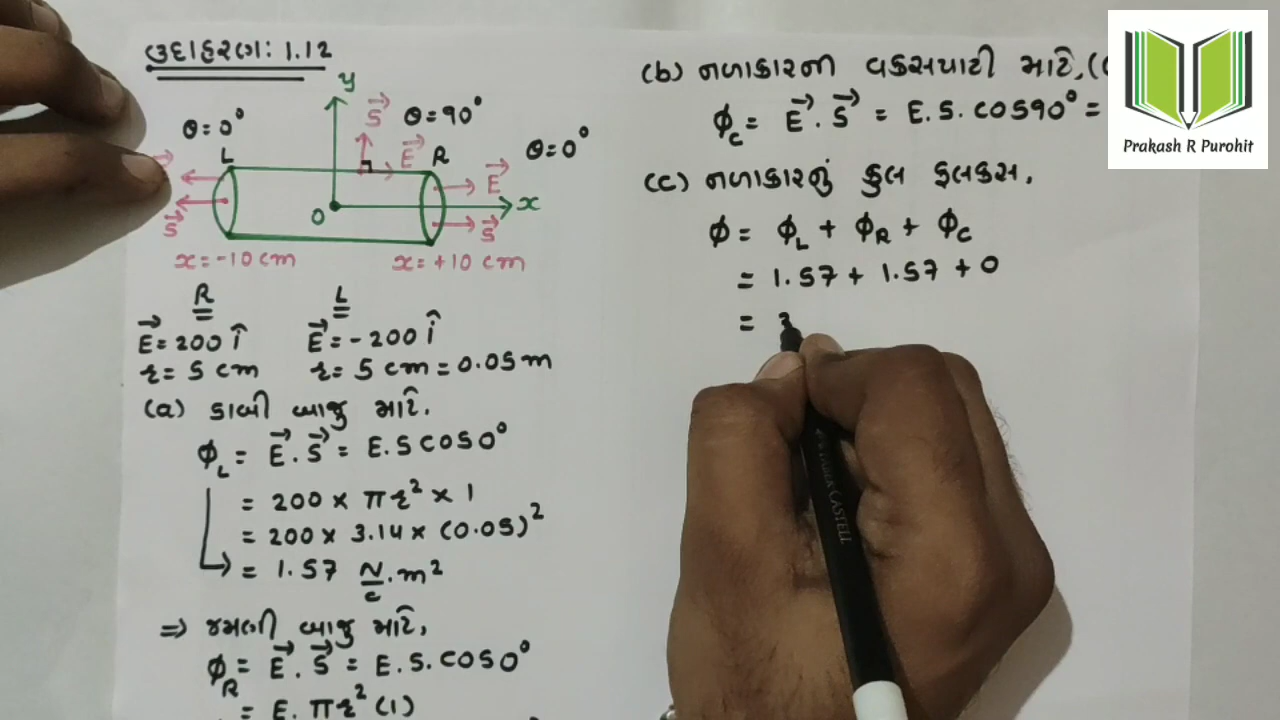 ઉદાહરણ: 1.12
y
S⃗ θ=90°
θ=0°
L
E⃗ R
θ=0°
E⃗
O
x
S⃗
S⃗
x=-10 cm
x=+10 cm
R
L
E⃗=200 î
E⃗=-200 î
r=5 cm
r=5 cm=0.05 m
(a) ડાબી બાજુ માટે.
ϕL = E⃗.S⃗ = E.S cos0°
= 200 × πr² × 1
= 200 × 3.14 × (0.05)²
= 1.57 N/C.m²
⇒ જમણી બાજુ માટે,
ϕR = E⃗.S⃗ = E.S.cos0°
= E.πr²(1)
(b) નળાકારની વક્રસપાટી માટે,(
ϕC = E⃗.S⃗ = E.S.cos90° =
(c) નળાકારનું કુલ ફલક્સ.
ϕ = ϕL + ϕR + ϕC
= 1.57 + 1.57 + 0
=
Prakash R Purohit